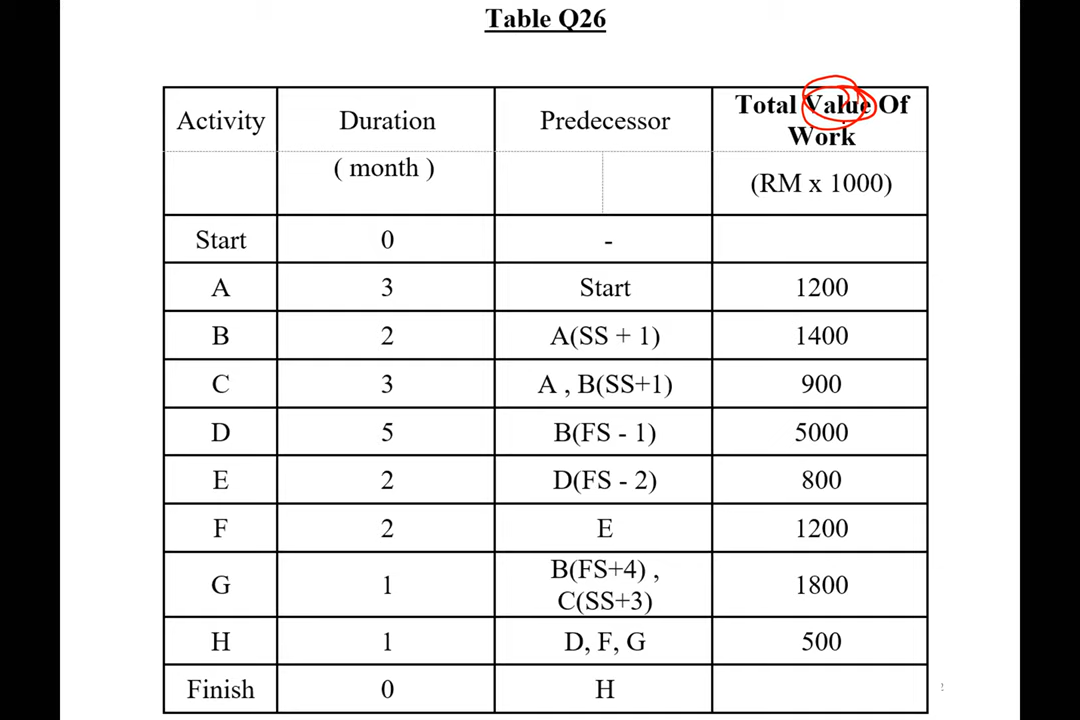 Table Q26
Activity Duration Predecessor Total Value Of
Work
( month ) (RM x 1000)
Start 0 -
A 3 Start 1200
B 2 A(SS + 1) 1400
C 3 A , B(SS+1) 900
D 5 B(FS - 1) 5000
E 2 D(FS - 2) 800
F 2 E 1200
G 1 B(FS+4) , 1800
C(SS+3)
H 1 D, F, G 500
Finish 0 H
2